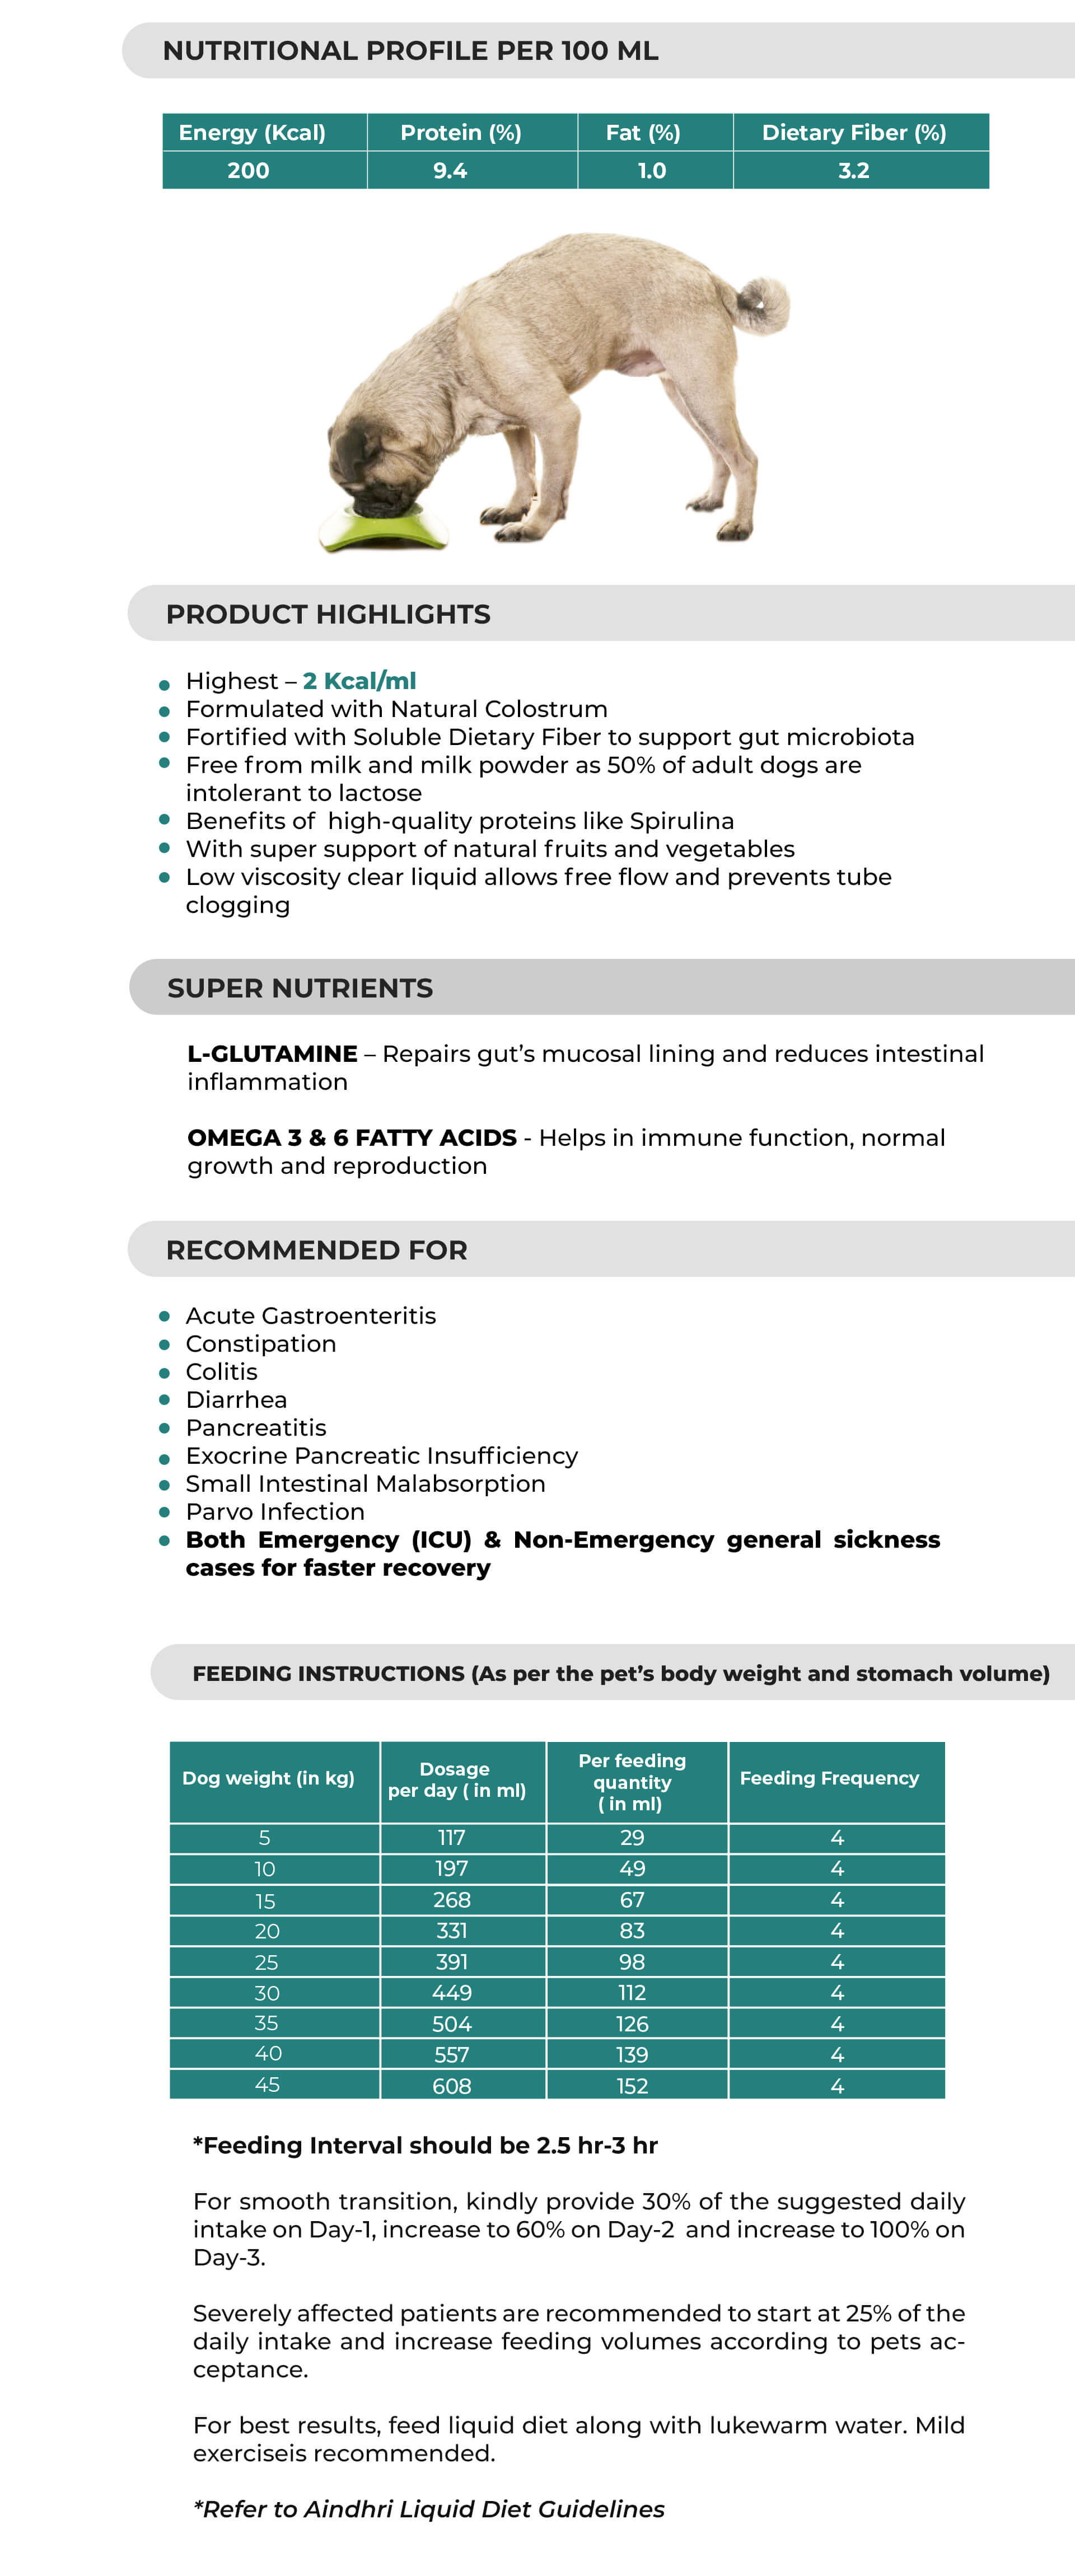 NUTRITIONAL PROFILE PER 100 ML
Energy (Kcal) Protein (%) Fat (%) Dietary Fiber (%)
200 9.4 1.0 3.2
PRODUCT HIGHLIGHTS
Highest – 2 Kcal/ml
Formulated with Natural Colostrum
Fortified with Soluble Dietary Fiber to support gut microbiota
Free from milk and milk powder as 50% of adult dogs are
intolerant to lactose
Benefits of high-quality proteins like Spirulina
With super support of natural fruits and vegetables
Low viscosity clear liquid allows free flow and prevents tube
clogging
SUPER NUTRIENTS
L-GLUTAMINE – Repairs gut’s mucosal lining and reduces intestinal
inflammation
OMEGA 3 & 6 FATTY ACIDS - Helps in immune function, normal
growth and reproduction
RECOMMENDED FOR
Acute Gastroenteritis
Constipation
Colitis
Diarrhea
Pancreatitis
Exocrine Pancreatic Insufficiency
Small Intestinal Malabsorption
Parvo Infection
Both Emergency (ICU) & Non-Emergency general sickness
cases for faster recovery
FEEDING INSTRUCTIONS (As per the pet’s body weight and stomach volume)
Dog weight (in kg) Dosage per day ( in ml) Per feeding quantity ( in ml) Feeding Frequency
5 117 29 4
10 197 49 4
15 268 67 4
20 331 83 4
25 391 98 4
30 449 112 4
35 504 126 4
40 557 139 4
45 608 152 4
*Feeding Interval should be 2.5 hr-3 hr
For smooth transition, kindly provide 30% of the suggested daily
intake on Day-1, increase to 60% on Day-2 and increase to 100% on
Day-3.
Severely affected patients are recommended to start at 25% of the
daily intake and increase feeding volumes according to pets ac-
ceptance.
For best results, feed liquid diet along with lukewarm water. Mild
exerciseis recommended.
*Refer to Aindhri Liquid Diet Guidelines